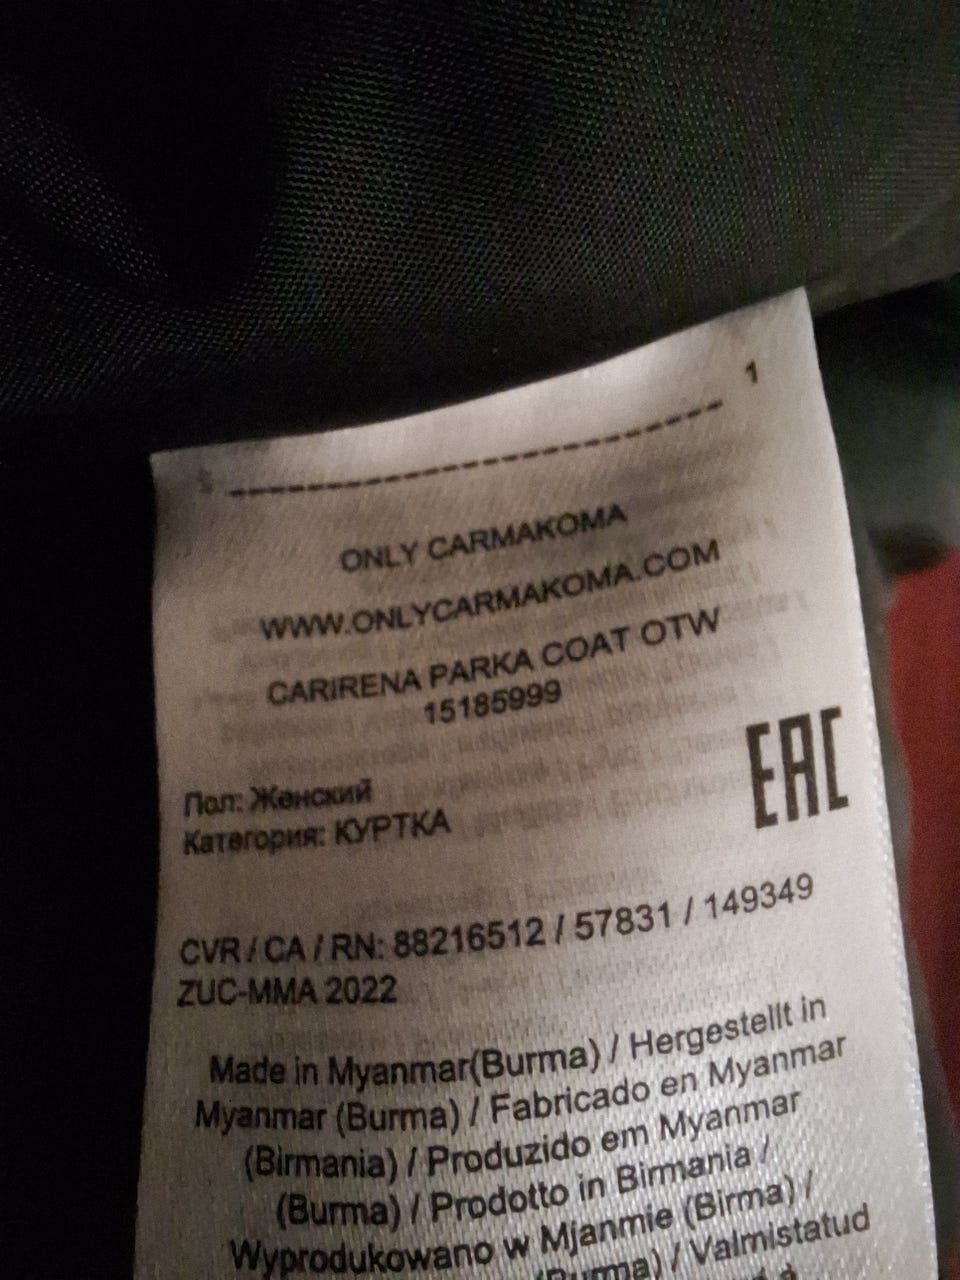 1
ONLY CARMAKOMA
WWW.ONLYCARMAKOMA.COM
CARIRENA PARKA COAT OTW
15185999
EAC
Пол: Женский
Категория: КУРТКА
CVR / CA / RN: 88216512 / 57831 / 149349
ZUC-MMA 2022
Made in Myanmar(Burma) / Hergestellt in
Myanmar (Burma) / Fabricado en Myanmar
(Birmania) / Produzido em Myanmar
(Burma) / Prodotto in Birmania /
Wyprodukowano w Mjanmie (Birma) /
(Burma) / Valmistatud